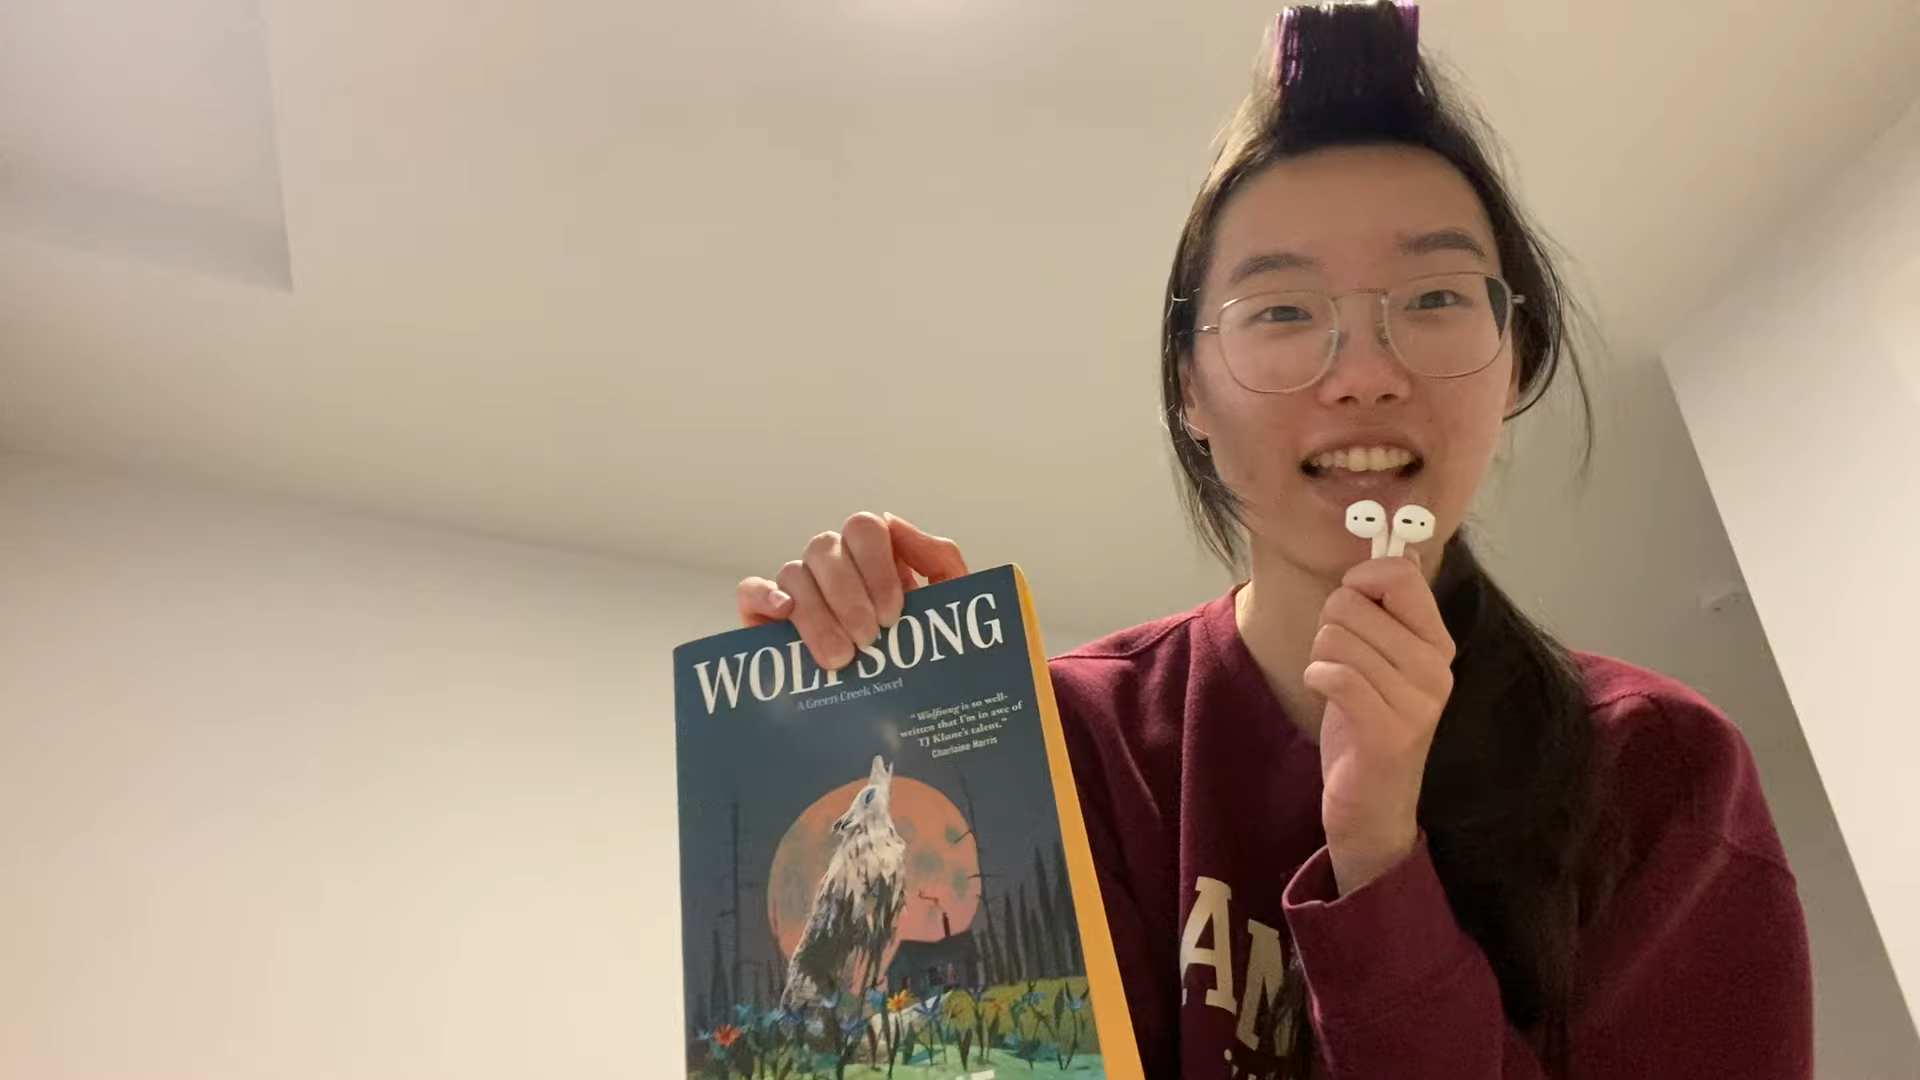 WOLFSONG
A Green Creek Novel
"Wolfsong is so well-
written that I'm in awe of
TJ Klune's talent."
Charlaine Harris